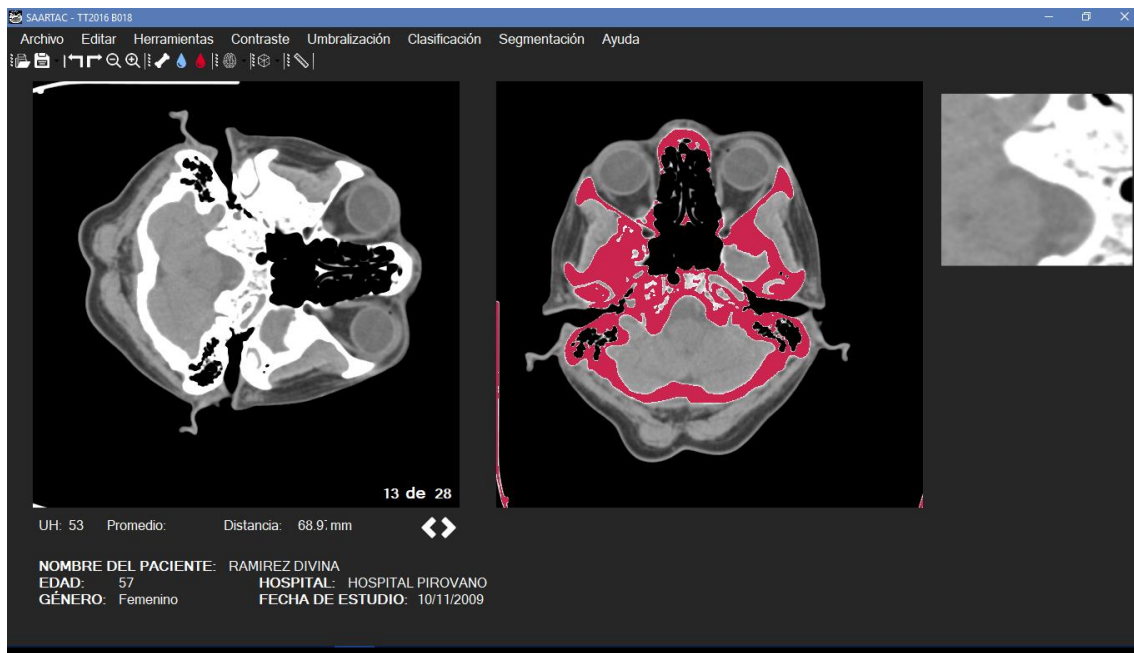 SAARTAC - TT2016 B018
Archivo Editar Herramientas Contraste Umbralización Clasificación Segmentación Ayuda
13 de 28
UH: 53 Promedio: Distancia: 68.9 mm
NOMBRE DEL PACIENTE: RAMIREZ DIVINA
EDAD: 57 HOSPITAL: HOSPITAL PIROVANO
GÉNERO: Femenino FECHA DE ESTUDIO: 10/11/2009